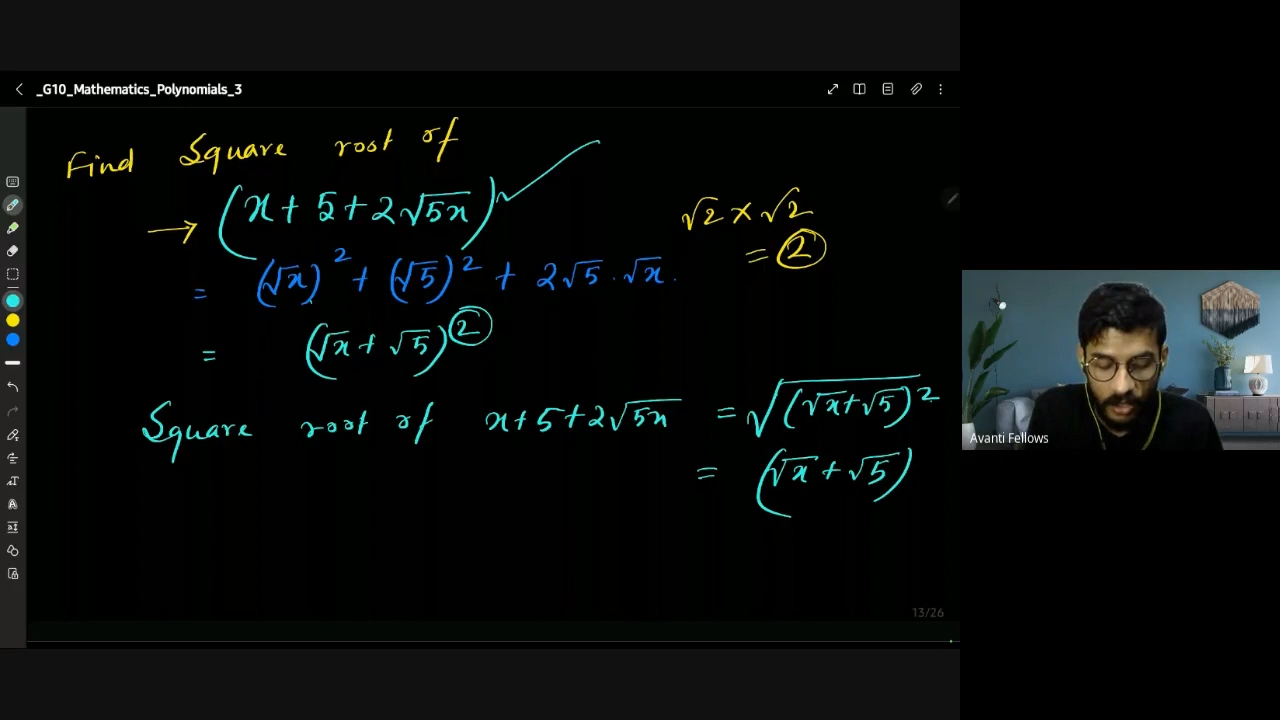 _G10_Mathematics_Polynomials_3
Find Square root of
→ (x + 5 + 2√5x) ✓
= (√x)² + (√5)² + 2√5 . √x .
= (√x + √5)²
√2 × √2
= 2
Square root of x+5+2√5x = √(√x+√5)²
= (√x + √5)
13/26
Avanti Fellows